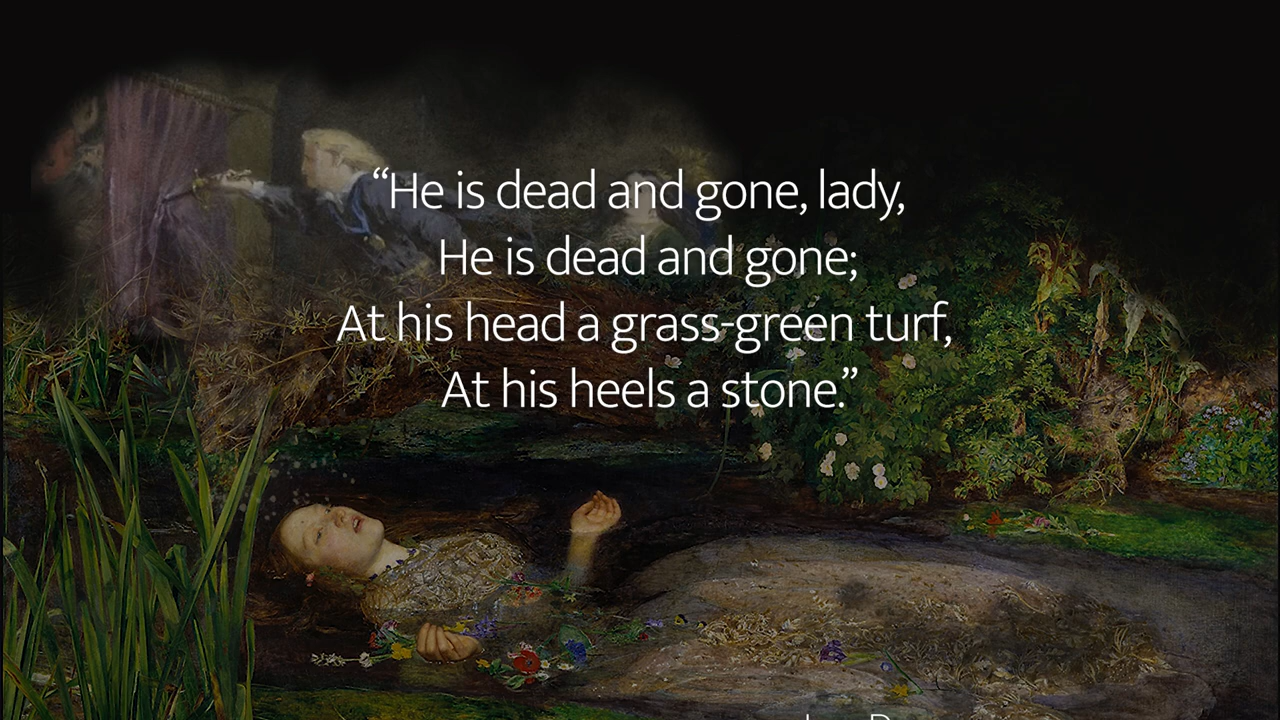 “He is dead and gone, lady,
He is dead and gone;
At his head a grass-green turf,
At his heels a stone.”